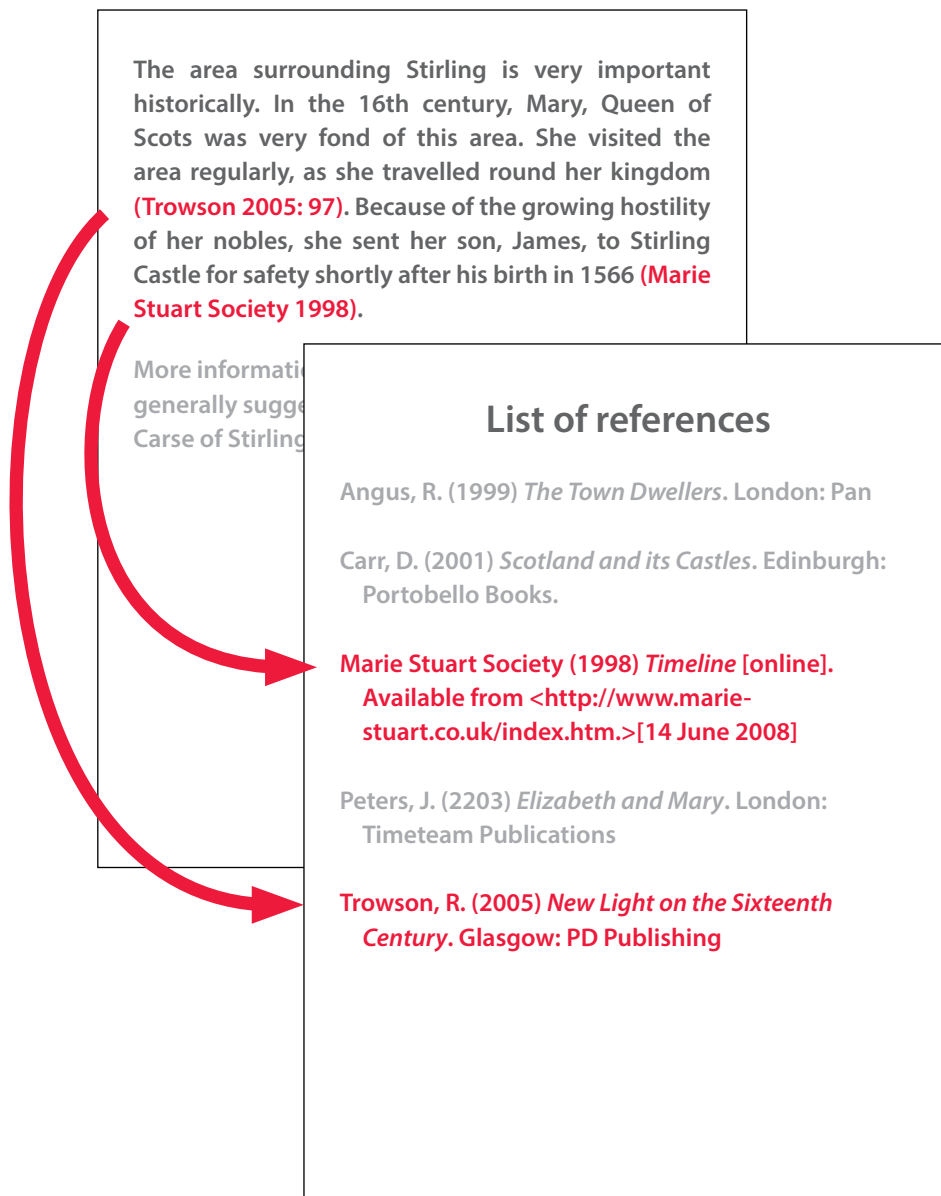 The area surrounding Stirling is very important
historically. In the 16th century, Mary, Queen of
Scots was very fond of this area. She visited the
area regularly, as she travelled round her kingdom
(Trowson 2005: 97). Because of the growing hostility
of her nobles, she sent her son, James, to Stirling
Castle for safety shortly after his birth in 1566 (Marie
Stuart Society 1998).
More
generally
Carse of Stirling
List of references
Angus, R. (1999) The Town Dwellers. London: Pan
Carr, D. (2001) Scotland and its Castles. Edinburgh:
Portobello Books.
Marie Stuart Society (1998) Timeline [online].
Available from <http://www.marie-
stuart.co.uk/index.htm.>[14 June 2008]
Peters, J. (2203) Elizabeth and Mary. London:
Timeteam Publications
Trowson, R. (2005) New Light on the Sixteenth
Century. Glasgow: PD Publishing